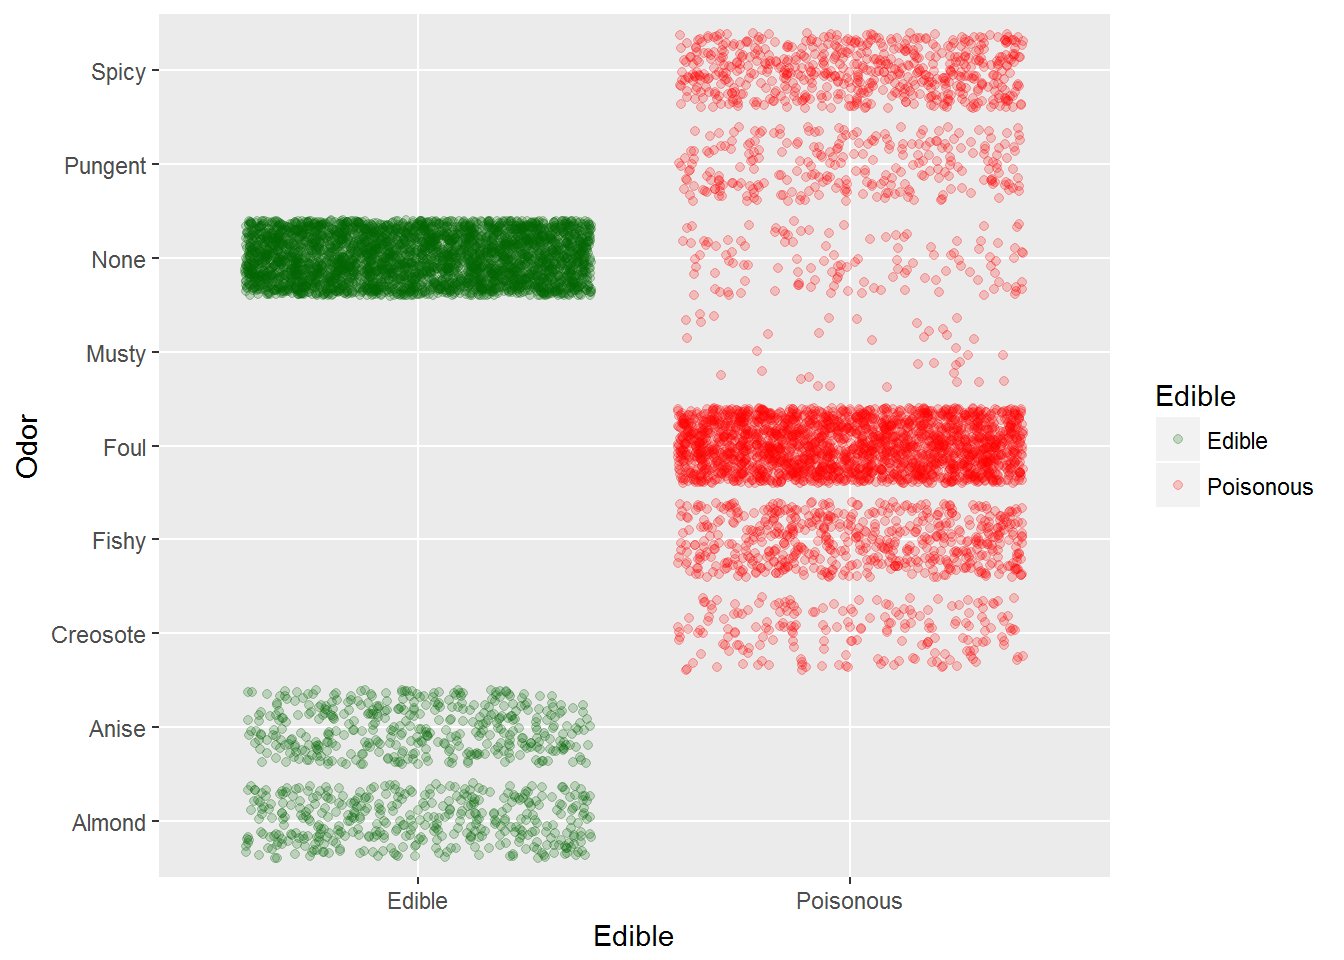 Spicy
Pungent
None
Musty
Foul
Fishy
Creosote
Anise
Almond
Odor
Edible
Poisonous
Edible
Edible
Edible
Poisonous